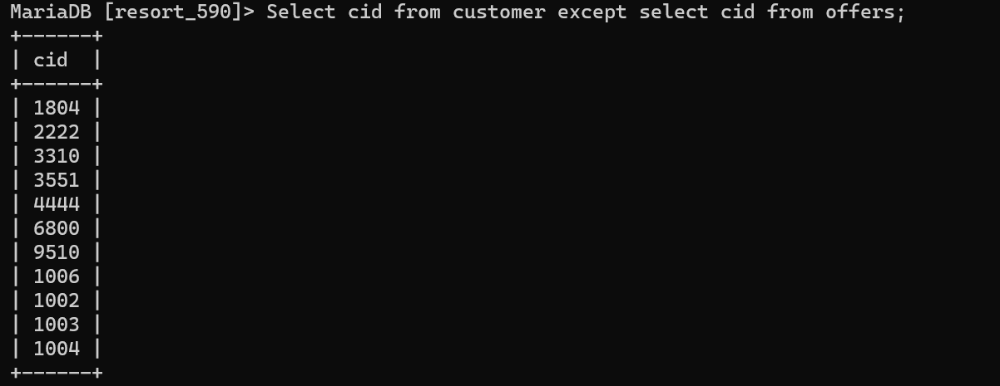 MariaDB [resort_590]> Select cid from customer except select cid from offers;
+------+
| cid  |
+------+
| 1804 |
| 2222 |
| 3310 |
| 3551 |
| 4444 |
| 6800 |
| 9510 |
| 1006 |
| 1002 |
| 1003 |
| 1004 |
+------+